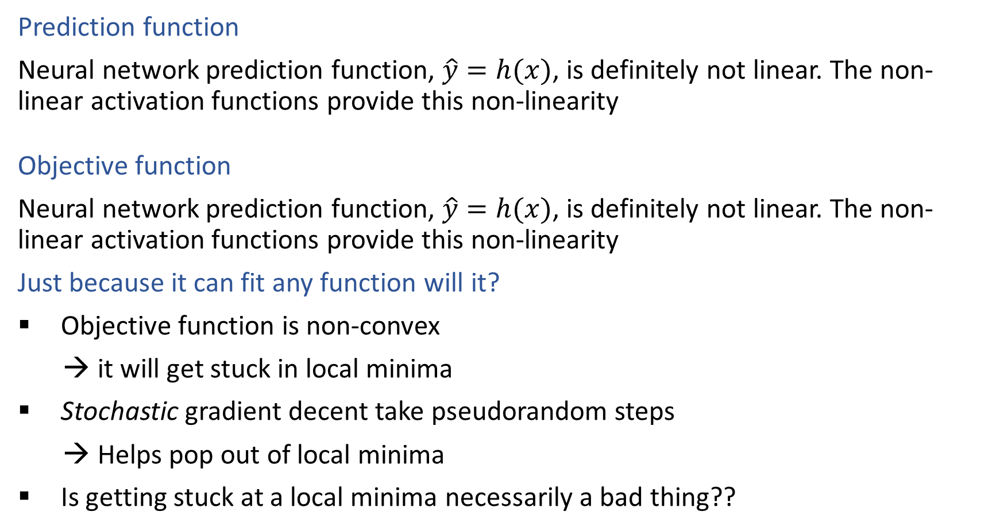 Prediction function
Neural network prediction function, ŷ = h(x), is definitely not linear. The non-
linear activation functions provide this non-linearity
Objective function
Neural network prediction function, ŷ = h(x), is definitely not linear. The non-
linear activation functions provide this non-linearity
Just because it can fit any function will it?
▪ Objective function is non-convex
→ it will get stuck in local minima
▪ Stochastic gradient decent take pseudorandom steps
→ Helps pop out of local minima
▪ Is getting stuck at a local minima necessarily a bad thing??